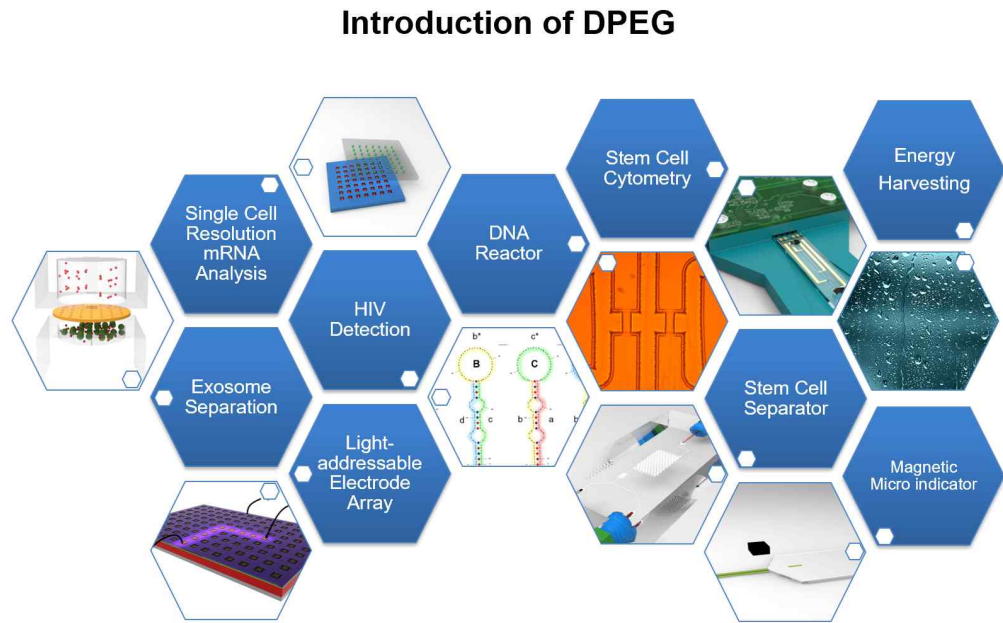 Introduction of DPEG
Single Cell
Resolution
mRNA
Analysis
Exosome
Separation
HIV
Detection
Light-
addressable
Electrode
Array
DNA
Reactor
b*
c*
B
C
d
c
b
a
b
Stem Cell
Cytometry
Stem Cell
Separator
Energy
Harvesting
Magnetic
Micro indicator